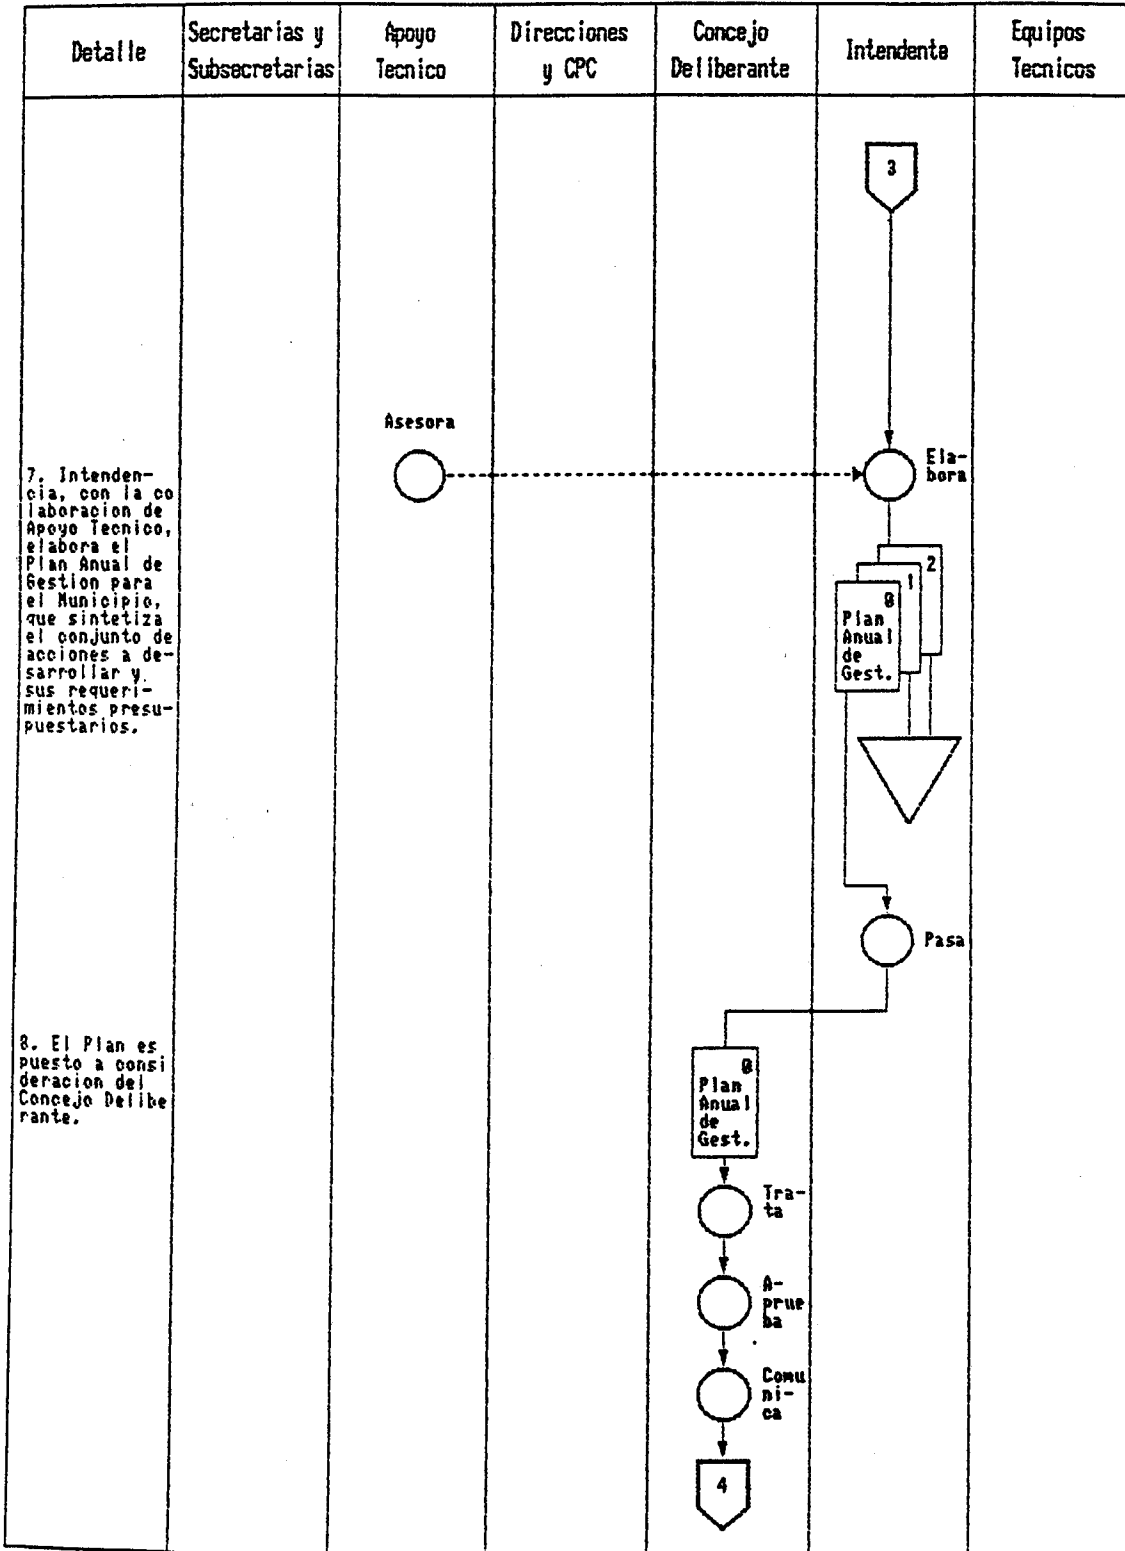 Detalle
Secretarias y
Subsecretarias
Apoyo
Tecnico
Direcciones
y CPC
Concejo
Deliberante
Intendente
Equipos
Tecnicos
3
Asesora
Ela-
bora
7. Intenden-
cia, con la co
laboracion de
Apoyo Tecnico,
elabora el
Plan Anual de
Gestion para
el Municipio,
que sintetiza
el conjunto de
acciones a de-
sarrollar y
sus requeri-
mientos presu-
puestarios.
2
1
0
Plan
Anual
de
Gest.
Pasa
8. El Plan es
puesto a consi
deracion del
Concejo Delibe
rante.
0
Plan
Anual
de
Gest.
Tra-
ta
A-
prue
ba
Comu
ni-
ca
4